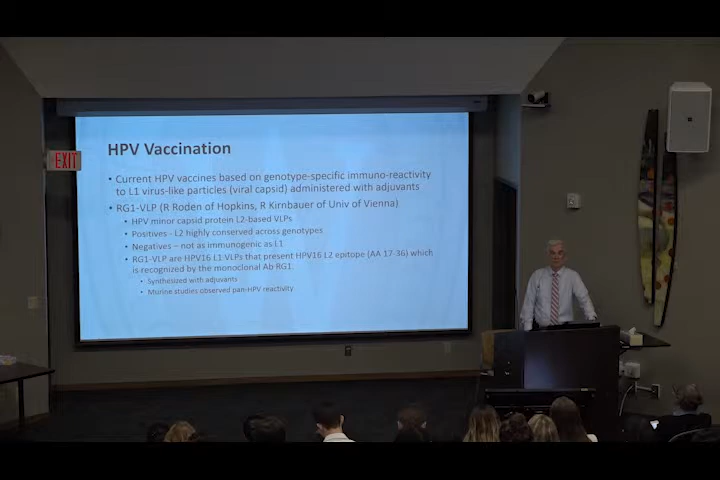 HPV Vaccination
• Current HPV vaccines based on genotype-specific immuno-reactivity
to L1 virus-like particles (viral capsid) administered with adjuvants
• RG1-VLP (R Roden of Hopkins, R Kirnbauer of Univ of Vienna)
• HPV minor capsid protein L2-based VLPs
• Positives - L2 highly conserved across genotypes
• Negatives – not as immunogenic as L1
• RG1-VLP are HPV16 L1 VLPs that present HPV16 L2 epitope (AA 17-36) which
is recognized by the monoclonal Ab RG1.
• Synthesized with adjuvants
• Murine studies observed pan-HPV reactivity
EXIT